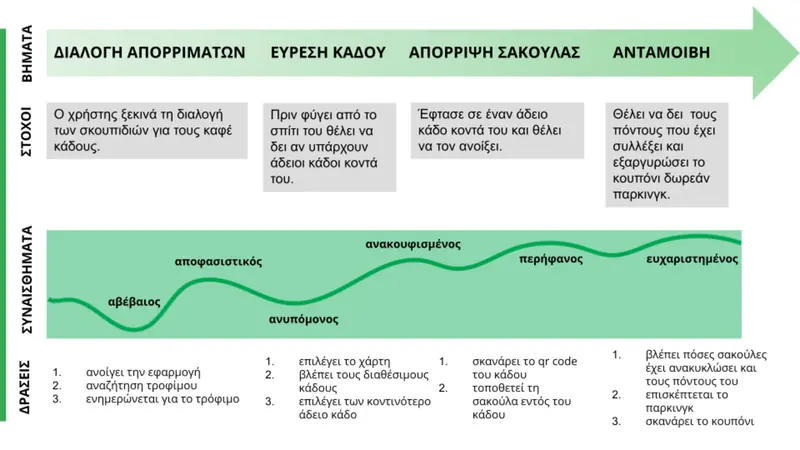 ΒΗΜΑΤΑ
ΔΙΑΛΟΓΗ ΑΠΟΡΡΙΜΑΤΩΝ
ΕΥΡΕΣΗ ΚΑΔΟΥ
ΑΠΟΡΡΙΨΗ ΣΑΚΟΥΛΑΣ
ΑΝΤΑΜΟΙΒΗ
ΣΤΟΧΟΙ
Ο χρήστης ξεκινά τη διαλογή
των σκουπιδιών για τους καφέ
κάδους.
Πριν φύγει από το
σπίτι του θέλει να
δει αν υπάρχουν
άδειοι κάδοι κοντά
του.
Έφτασε σε έναν άδειο
κάδο κοντά του και θέλει
να τον ανοίξει.
Θέλει να δει τους
πόντους που έχει
συλλέξει και
εξαργυρώσει το
κουπόνι δωρεάν
παρκινγκ.
ΣΥΝΑΙΣΘΗΜΑΤΑ
αβέβαιος
αποφασιστικός
ανυπόμονος
ανακουφισμένος
περήφανος
ευχαριστημένος
ΔΡΑΣΕΙΣ
1. ανοίγει την εφαρμογή
2. αναζήτηση τροφίμου
3. ενημερώνεται για το τρόφιμο
1. επιλέγει το χάρτη
2. βλέπει τους διαθέσιμους
κάδους
3. επιλέγει των κοντινότερο
άδειο κάδο
1. σκανάρει το qr code
του κάδου
2. τοποθετεί τη
σακούλα εντός του
κάδου
1. βλέπει πόσες σακούλες
έχει ανακυκλώσει και
τους πόντους του
2. επισκέπτεται το
παρκινγκ
3. σκανάρει το κουπόνι